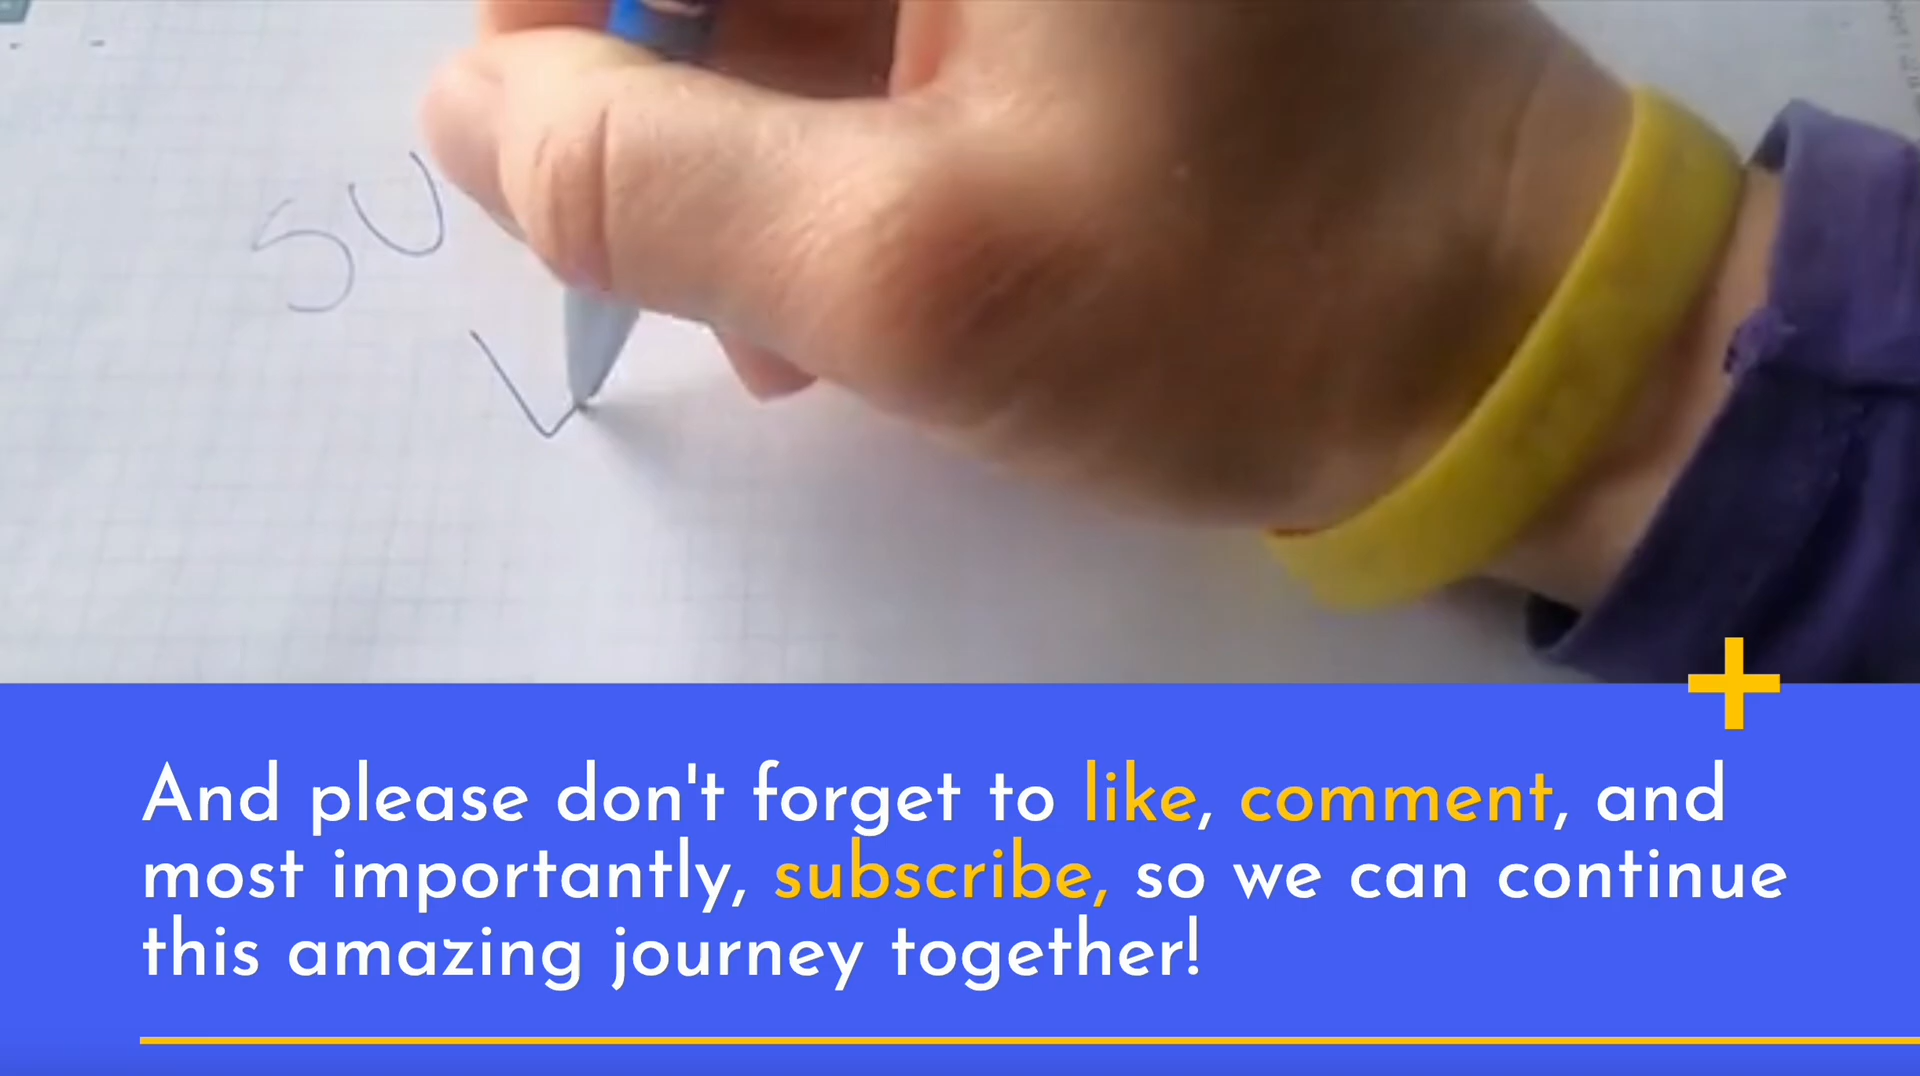 SU
And please don't forget to like, comment, and
most importantly, subscribe, so we can continue
this amazing journey together!